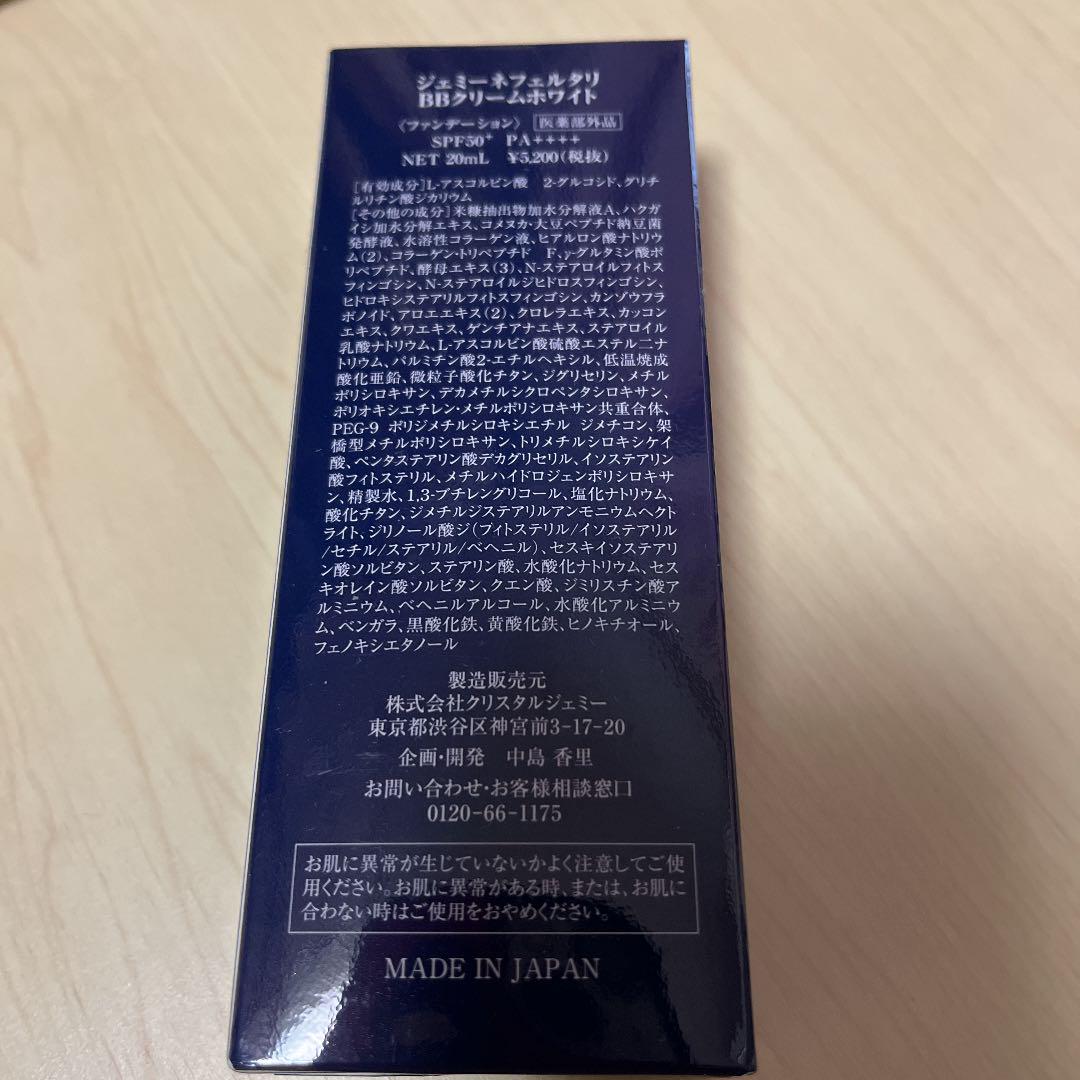 ジェミーネフェルタリ
BBクリームホワイト
〈ファンデーション〉 医薬部外品
SPF50+ PA++++
NET 20mL ¥5,200(税抜)
[有効成分]L-アスコルビン酸 2-グルコシド、グリチ
ルリチン酸ジカリウム
[その他の成分]米糠抽出物加水分解液A、ハクガ
イシ加水分解エキス、コメヌカ・大豆ペプチド納豆菌
発酵液、水溶性コラーゲン液、ヒアルロン酸ナトリウ
ム(2)、コラーゲン・トリペプチド F、γ-グルタミン酸ポ
リペプチド、酵母エキス(3)、N-ステアロイルフィトス
フィンゴシン、N-ステアロイルジヒドロスフィンゴシン、
ヒドロキシステアリルフィトスフィンゴシン、カンゾウフラ
ボノイド、アロエエキス(2)、クロレラエキス、カッコン
エキス、クワエキス、ゲンチアナエキス、ステアロイル
乳酸ナトリウム、L-アスコルビン酸硫酸エステル二ナ
トリウム、パルミチン酸2-エチルヘキシル、低温焼成
酸化亜鉛、微粒子酸化チタン、ジグリセリン、メチル
ポリシロキサン、デカメチルシクロペンタシロキサン、
ポリオキシエチレン・メチルポリシロキサン共重合体、
PEG-9 ポリジメチルシロキシエチル ジメチコン、架
橋型メチルポリシロキサン、トリメチルシロキシケイ
酸、ペンタステアリン酸デカグリセリル、イソステアリン
酸フィトステリル、メチルハイドロジェンポリシロキサ
ン、精製水、1,3-ブチレングリコール、塩化ナトリウム、
酸化チタン、ジメチルジステアリルアンモニウムヘクト
ライト、ジリノール酸ジ(フィトステリル/イソステアリル
/セチル/ステアリル/ベヘニル)、セスキイソステアリ
ン酸ソルビタン、ステアリン酸、水酸化ナトリウム、セス
キオレイン酸ソルビタン、クエン酸、ジミリスチン酸ア
ルミニウム、ベヘニルアルコール、水酸化アルミニウ
ム、ベンガラ、黒酸化鉄、黄酸化鉄、ヒノキチオール、
フェノキシエタノール
製造販売元
株式会社クリスタルジェミー
東京都渋谷区神宮前3-17-20
企画・開発 中島 香里
お問い合わせ・お客様相談窓口
0120-66-1175
お肌に異常が生じていないかよく注意してご使
用ください。お肌に異常がある時、または、お肌に
合わない時はご使用をおやめください。
MADE IN JAPAN